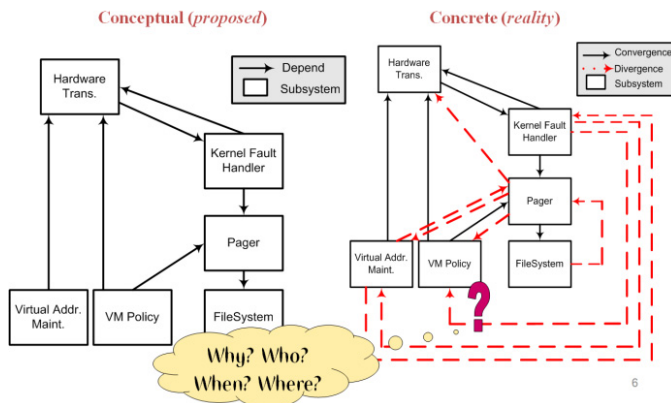 Conceptual (proposed)
Hardware
Trans.
Depend
Subsystem
Kernel Fault
Handler
Pager
Virtual Addr.
Maint.
VM Policy
FileSystem
Concrete (reality)
Hardware
Trans.
Convergence
Divergence
Subsystem
Kernel Fault
Handler
Pager
Virtual Addr.
Maint.
VM Policy
FileSystem
?
Why? Who?
When? Where?
6